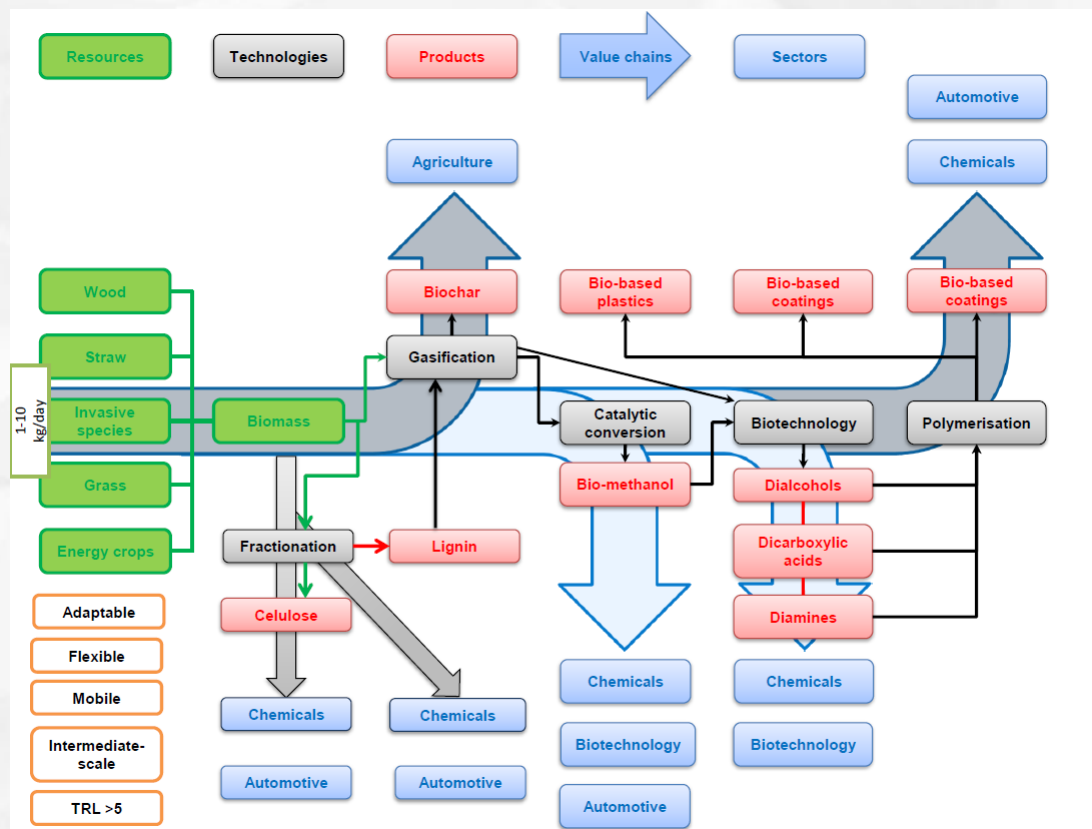 Resources
Technologies
Products
Value chains
Sectors
Automotive
Chemicals
Agriculture
Wood
Biochar
Bio-based
plastics
Bio-based
coatings
Bio-based
coatings
Straw
Gasification
1-10
kg/day
Invasive
species
Biomass
Catalytic
conversion
Biotechnology
Polymerisation
Grass
Bio-methanol
Dialcohols
Energy crops
Fractionation
Lignin
Dicarboxylic
acids
Adaptable
Celulose
Diamines
Flexible
Mobile
Chemicals
Chemicals
Chemicals
Chemicals
Intermediate-
scale
Biotechnology
Biotechnology
Automotive
Automotive
Automotive
TRL >5